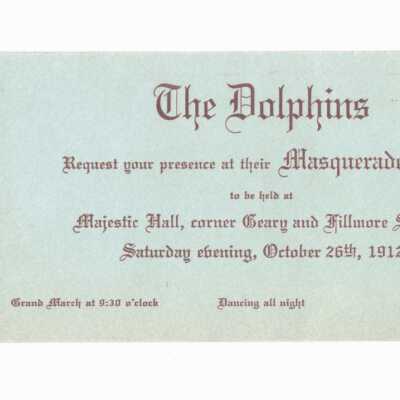 The Dolphins
Request your presence at their Masquerade
to be held at
Majestic Hall, corner Geary and Fillmore S
Saturday evening, October 26th, 1912
Grand March at 9:30 o'clock Dancing all night